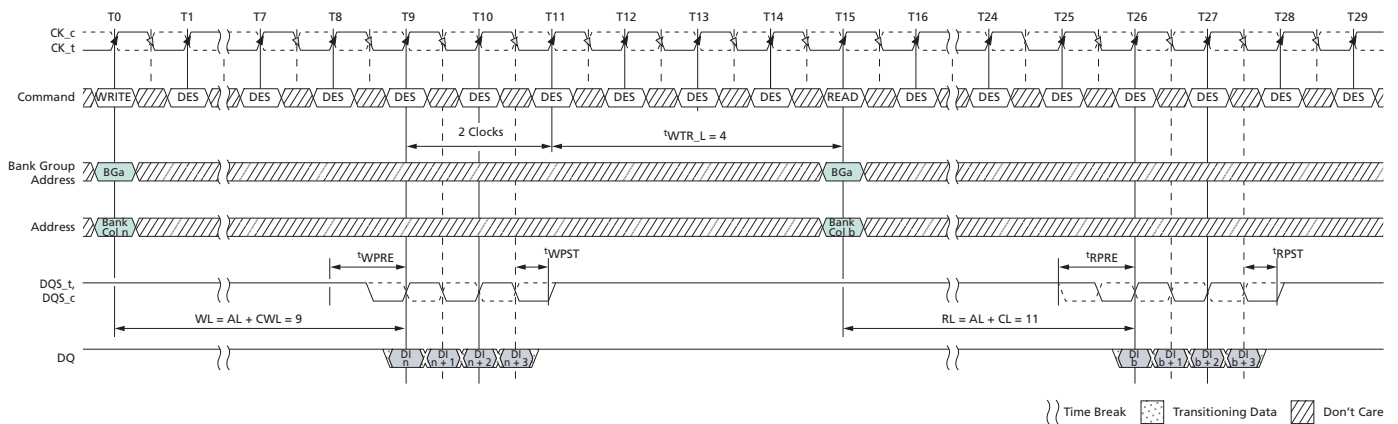 T0 T1 T7 T8 T9 T10 T11 T12 T13 T14 T15 T16 T24 T25 T26 T27 T28 T29
CK_c
CK_t
Command WRITE DES DES DES DES DES DES DES DES DES READ DES DES DES DES DES DES DES
2 Clocks tWTR_L = 4
Bank Group
Address BGa BGa
Address Bank
Col n Bank
Col b
tWPRE tWPST tRPRE tRPST
DQS_t,
DQS_c
WL = AL + CWL = 9 RL = AL + CL = 11
DQ DI
n DI
n + 1 DI
n + 2 DI
n + 3 DI
b DI
b + 1 DI
b + 2 DI
b + 3
Time Break Transitioning Data Don't Care